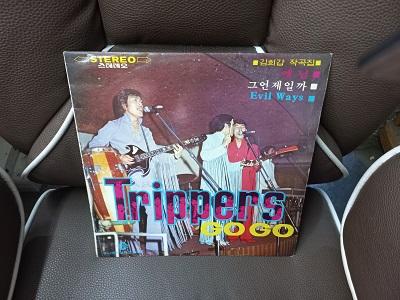 STEREO
스테레오
■김희갑 작곡집
그언제일까■
Evil Ways■
Trippers
GO GO